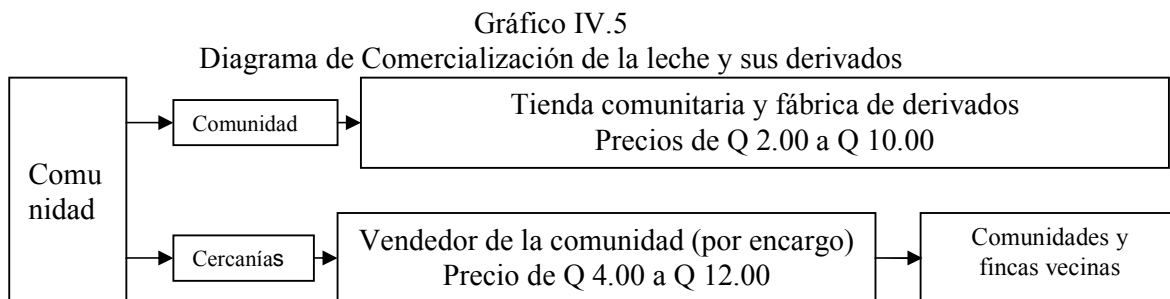 Gráfico IV.5
Diagrama de Comercialización de la leche y sus derivados
Comu
nidad
Comunidad
Tienda comunitaria y fábrica de derivados
Precios de Q 2.00 a Q 10.00
Cercanías
Vendedor de la comunidad (por encargo)
Precio de Q 4.00 a Q 12.00
Comunidades y
fincas vecinas